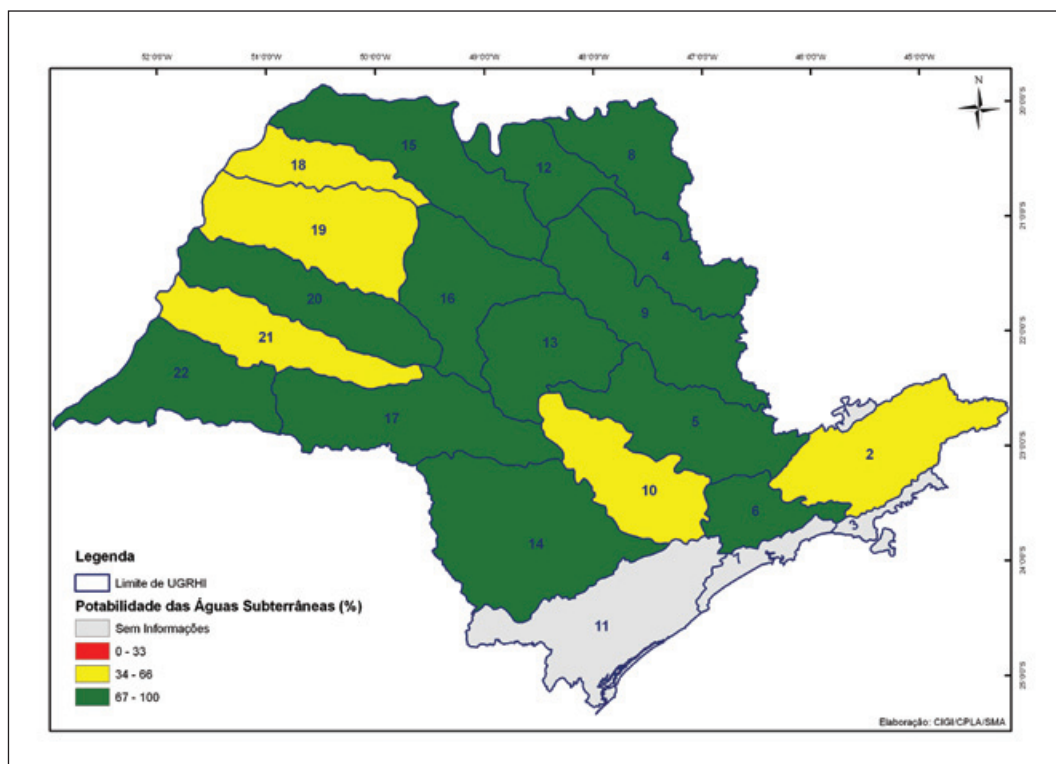 52°0'0"W 51°0'0"W 50°0'0"W 49°0'0"W 48°0'0"W 47°0'0"W 46°0'0"W 45°0'0"W
N
20°0'0"S
15
8
12
18
21°0'0"S
19
4
20
16
9
22°0'0"S
21
13
22
17
5
1
2
23°0'0"S
10
6
3
14
7
24°0'0"S
11
25°0'0"S
Legenda
Limite de UGRHI
Potabilidade das Águas Subterrâneas (%)
Sem Informações
0 - 33
34 - 66
67 - 100
Elaboração: CIGI/CPLA/SMA